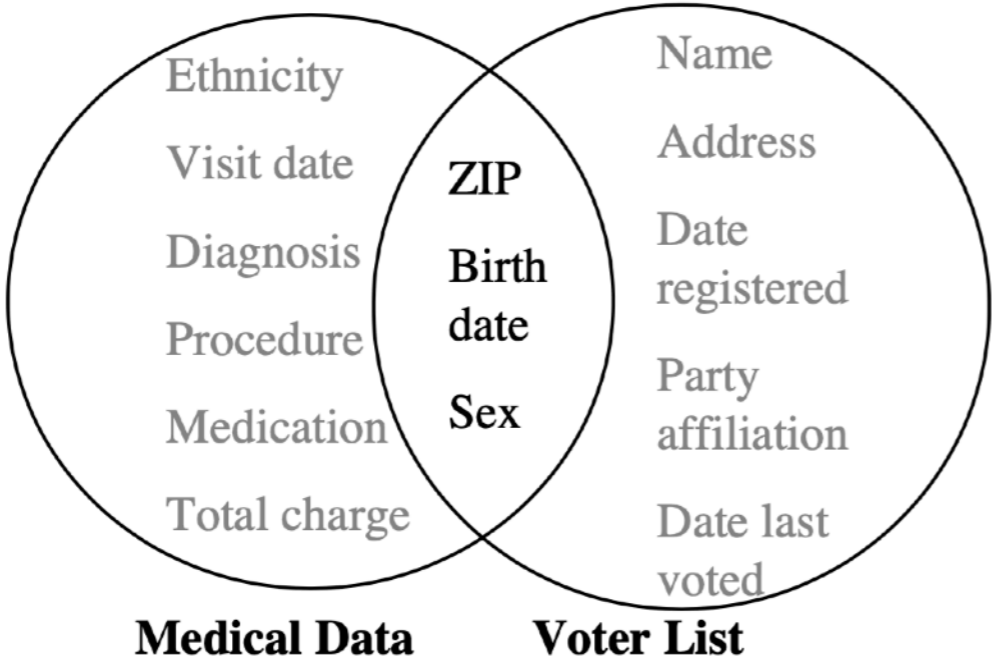 Ethnicity
Visit date
Diagnosis
Procedure
Medication
Total charge
ZIP
Birth
date
Sex
Name
Address
Date
registered
Party
affiliation
Date last
voted
Medical Data
Voter List